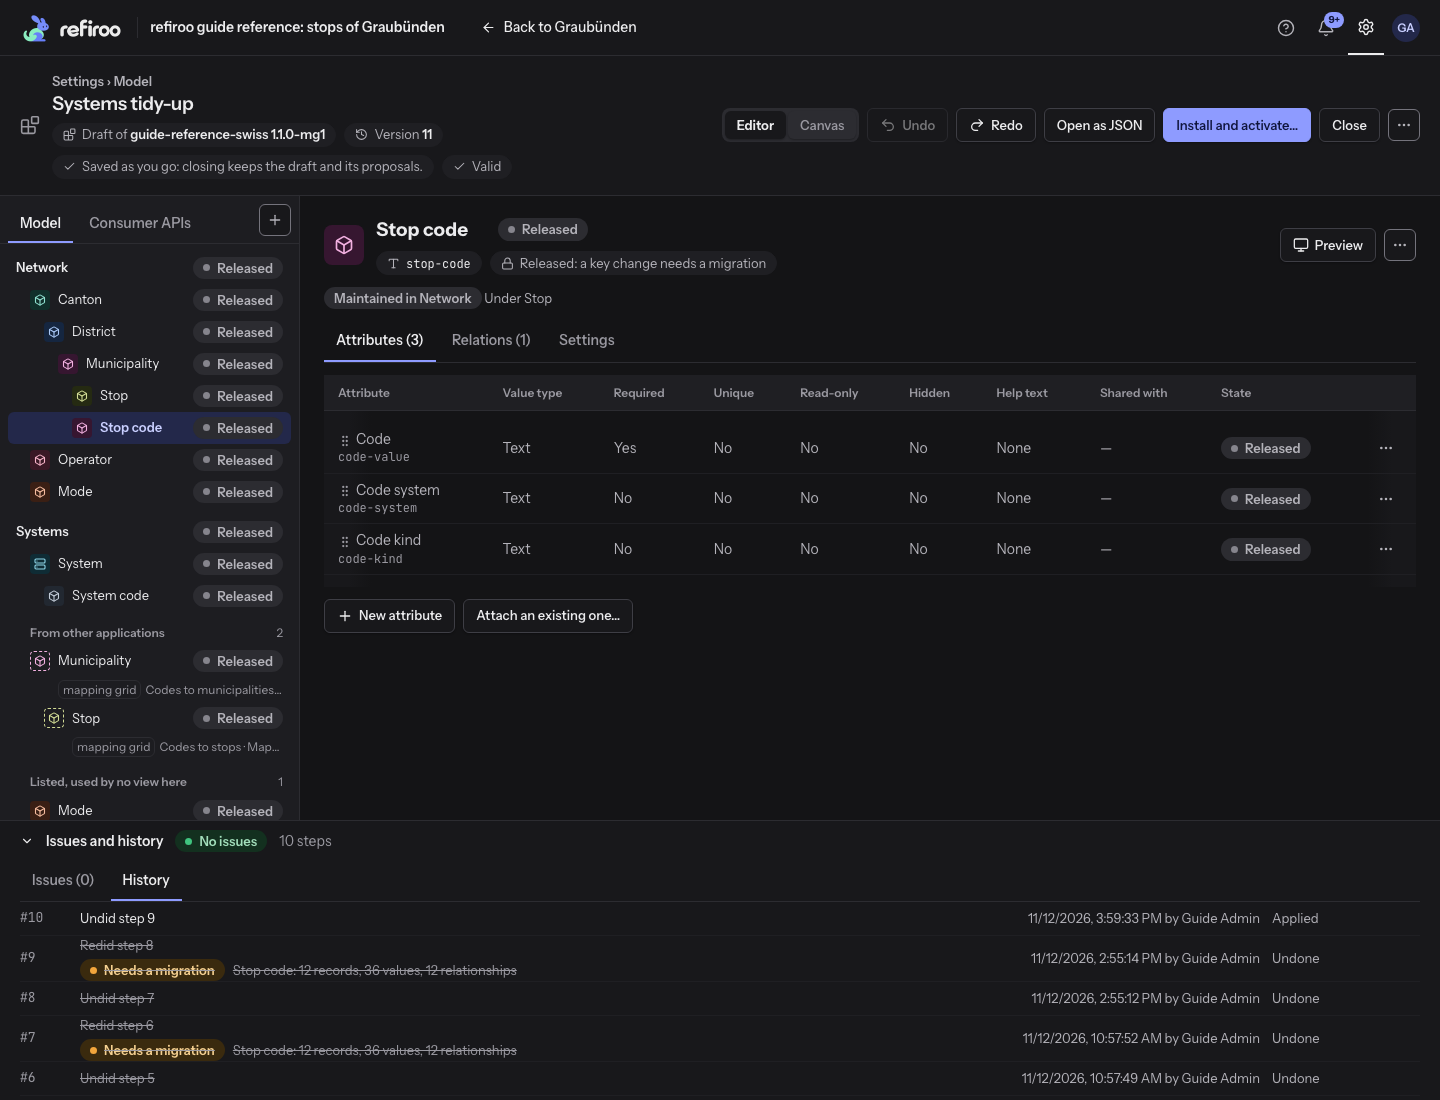 refiroo
refiroo guide reference: stops of Graubünden
Back to Graubünden
9+
GA
Settings › Model
Systems tidy-up
Draft of guide-reference-swiss 1.1.0-mg1
Version 11
Saved as you go: closing keeps the draft and its proposals.
Valid
Editor
Canvas
Undo
Redo
Open as JSON
Install and activate...
Close
Model
Consumer APIs
Network Released
Canton Released
District Released
Municipality Released
Stop Released
Stop code Released
Operator Released
Mode Released
Systems Released
System Released
System code Released
From other applications 2
Municipality Released
mapping grid Codes to municipalities...
Stop Released
mapping grid Codes to stops · Map...
Listed, used by no view here 1
Mode Released
Stop code
Released
stop-code
Released: a key change needs a migration
Maintained in Network Under Stop
Preview
Attributes (3)
Relations (1)
Settings
Attribute Value type Required Unique Read-only Hidden Help text Shared with State
Code Text Yes No No No None — Released
code-value
Code system Text No No No No None — Released
code-system
Code kind Text No No No No None — Released
code-kind
New attribute
Attach an existing one...
Issues and history
No issues
10 steps
Issues (0)
History
#10 Undid step 9 11/12/2026, 3:59:33 PM by Guide Admin Applied
#9 Redid step 8 11/12/2026, 2:55:14 PM by Guide Admin Undone
Needs a migration Stop code: 12 records, 36 values, 12 relationships
#8 Undid step 7 11/12/2026, 2:55:12 PM by Guide Admin Undone
#7 Redid step 6 11/12/2026, 10:57:52 AM by Guide Admin Undone
Needs a migration Stop code: 12 records, 36 values, 12 relationships
#6 Undid step 5 11/12/2026, 10:57:49 AM by Guide Admin Undone